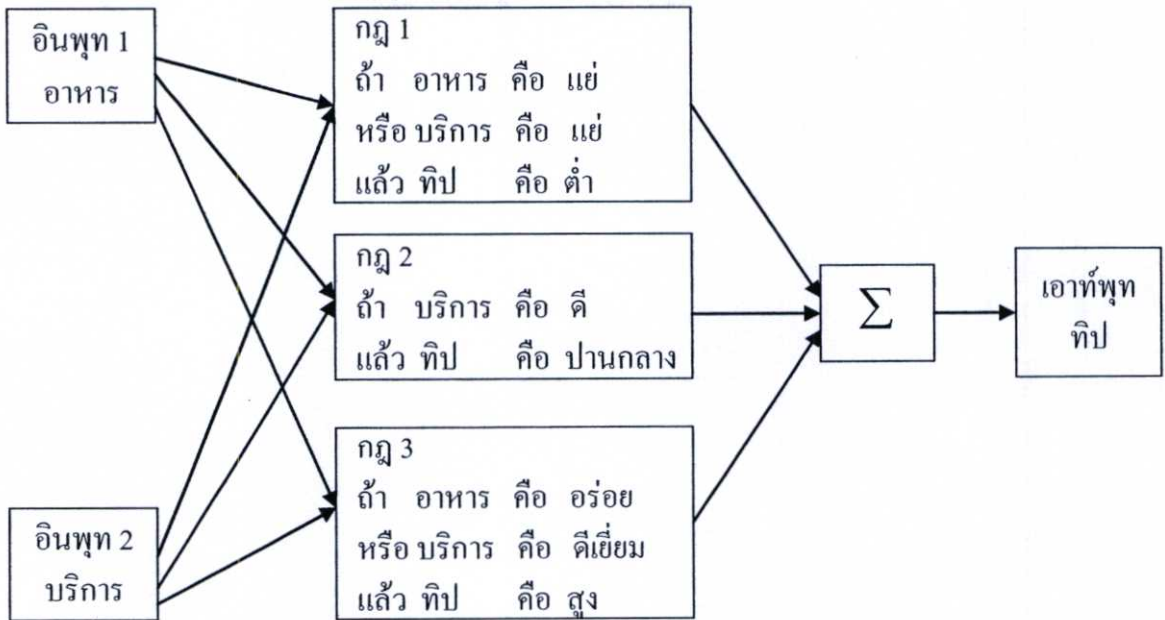 อินพุท 1
อาหาร
กฎ 1
ถ้า อาหาร คือ แย่
หรือ บริการ คือ แย่
แล้ว ทิป คือ ต่ำ
กฎ 2
ถ้า บริการ คือ ดี
แล้ว ทิป คือ ปานกลาง
กฎ 3
ถ้า อาหาร คือ อร่อย
หรือ บริการ คือ ดีเยี่ยม
แล้ว ทิป คือ สูง
อินพุท 2
บริการ
Σ
เอาท์พุท
ทิป